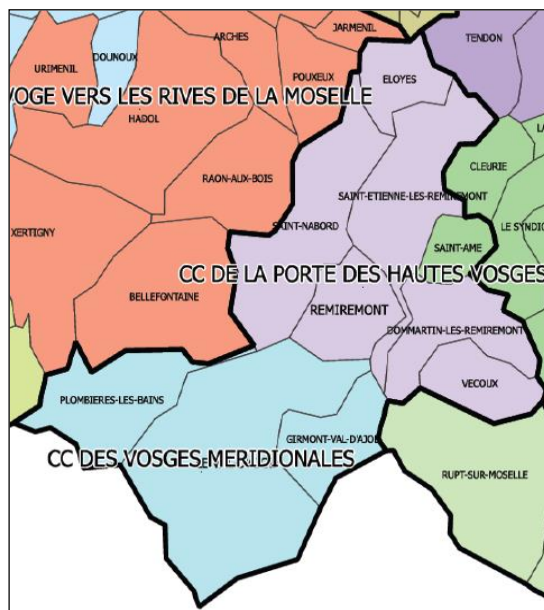 ARCHES
JARMENIL
TENDON
DOUNOUX
URIMENIL
POUXEUX
ELOYES
VOGE VERS LES RIVES DE LA MOSELLE
HADOL
CLEURIE
RAON-AUX-BOIS
SAINT-ETIENNE-LES-REMIREMONT
XERTIGNY
SAINT-NABORD
LE SYNDIC
SAINT-AME
CC DE LA PORTE DES HAUTES VOSGES
BELLEFONTAINE
REMIREMONT
DOMMARTIN-LES-REMIREMONT
VECOUX
PLOMBIERES-LES-BAINS
GIRMONT-VAL-D'AJOL
CC DES VOSGES MERIDIONALES
RUPT-SUR-MOSELLE